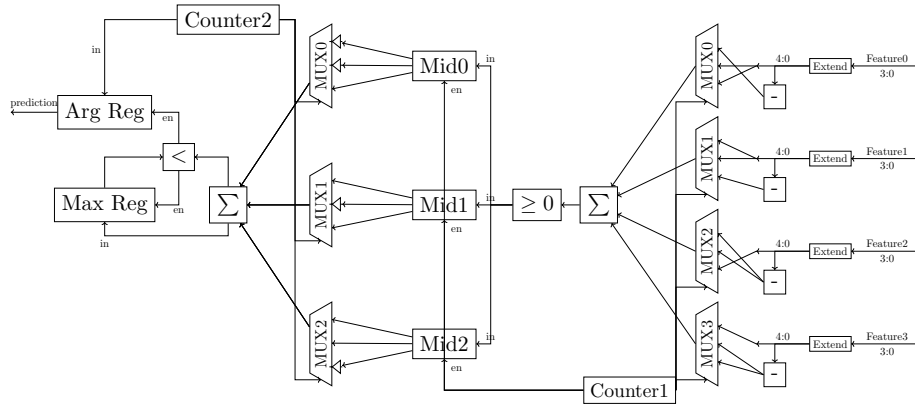 Counter2
in
prediction
Arg Reg
en
<
Max Reg
en
in
∑
MUX0
MUX1
MUX2
Mid0
in
en
Mid1
in
en
Mid2
in
en
≥ 0
∑
Counter1
MUX0
4:0
Extend
Feature0
3:0
-
MUX1
4:0
Extend
Feature1
3:0
-
MUX2
4:0
Extend
Feature2
3:0
-
MUX3
4:0
Extend
Feature3
3:0
-